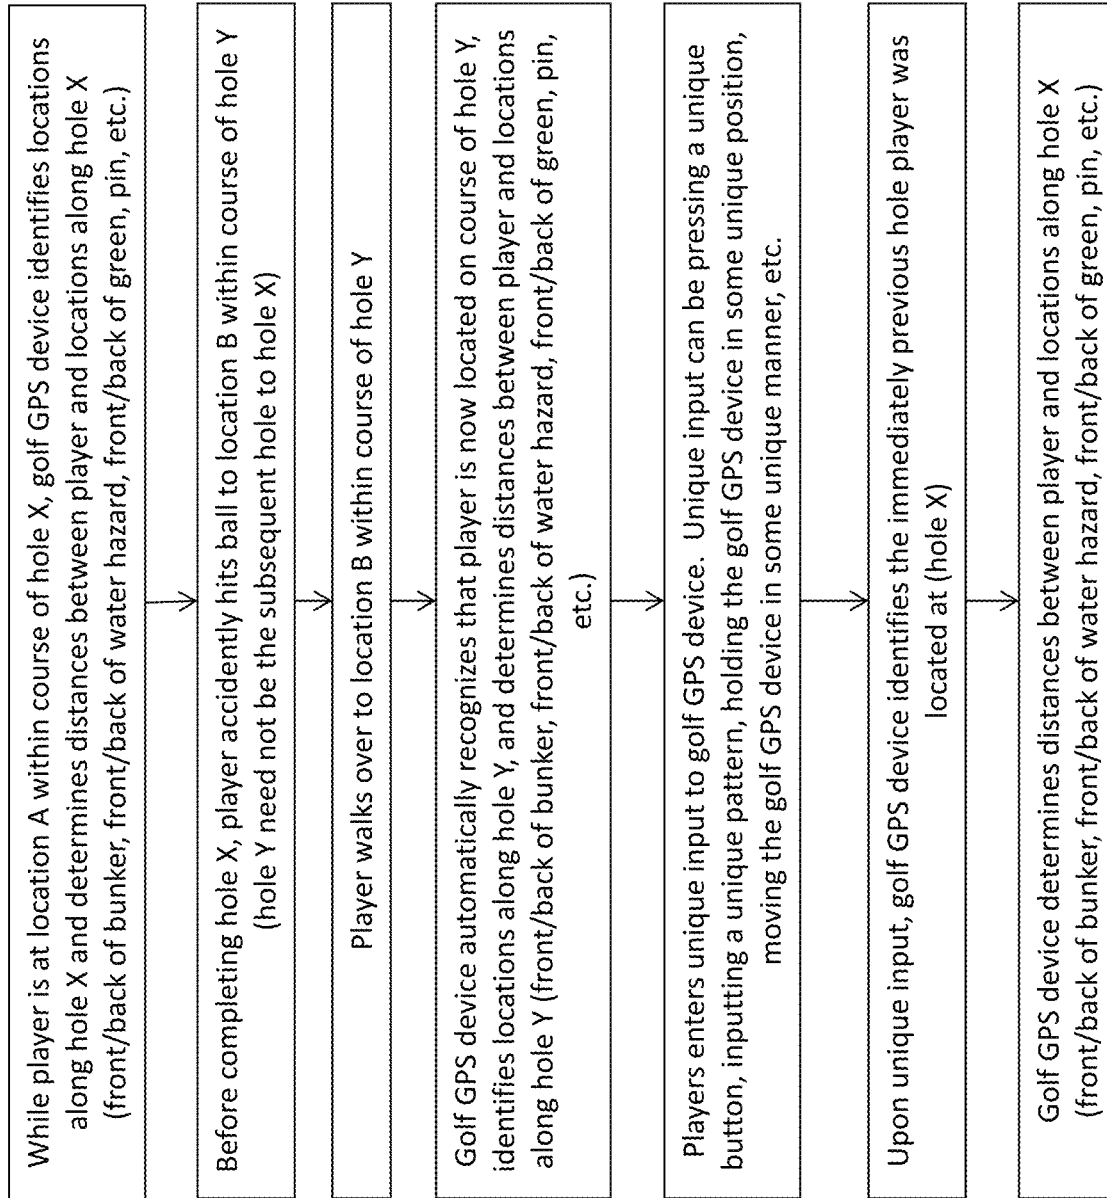 While player is at location A within course of hole X, golf GPS device identifies locations
along hole X and determines distances between player and locations along hole X
(front/back of bunker, front/back of water hazard, front/back of green, pin, etc.)
Before completing hole X, player accidently hits ball to location B within course of hole Y
(hole Y need not be the subsequent hole to hole X)
Player walks over to location B within course of hole Y
Golf GPS device automatically recognizes that player is now located on course of hole Y,
identifies locations along hole Y, and determines distances between player and locations
along hole Y (front/back of bunker, front/back of water hazard, front/back of green, pin,
etc.)
Players enters unique input to golf GPS device.  Unique input can be pressing a unique
button, inputting a unique pattern, holding the golf GPS device in some unique position,
moving the golf GPS device in some unique manner, etc.
Upon unique input, golf GPS device identifies the immediately previous hole player was
located at (hole X)
Golf GPS device determines distances between player and locations along hole X
(front/back of bunker, front/back of water hazard, front/back of green, pin, etc.)